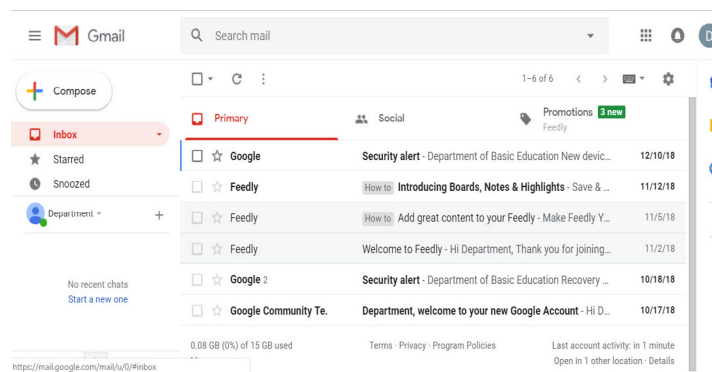 Gmail
Search mail
D
Compose
1-6 of 6
Inbox
Primary
Social
Promotions 3 new
Feedly
Starred
Google Security alert - Department of Basic Education New devic... 12/10/18
Snoozed
Feedly How to Introducing Boards, Notes & Highlights - Save & ... 11/12/18
Department
Feedly How to Add great content to your Feedly - Make Feedly Y... 11/5/18
Feedly Welcome to Feedly - Hi Department, Thank you for joining... 11/2/18
No recent chats
Start a new one
Google 2 Security alert - Department of Basic Education Recovery ... 10/18/18
Google Community Te. Department, welcome to your new Google Account - Hi D... 10/17/18
0.08 GB (0%) of 15 GB used
Terms · Privacy · Program Policies
Last account activity: in 1 minute
Open in 1 other location · Details
https://mail.google.com/mail/u/0/#inbox